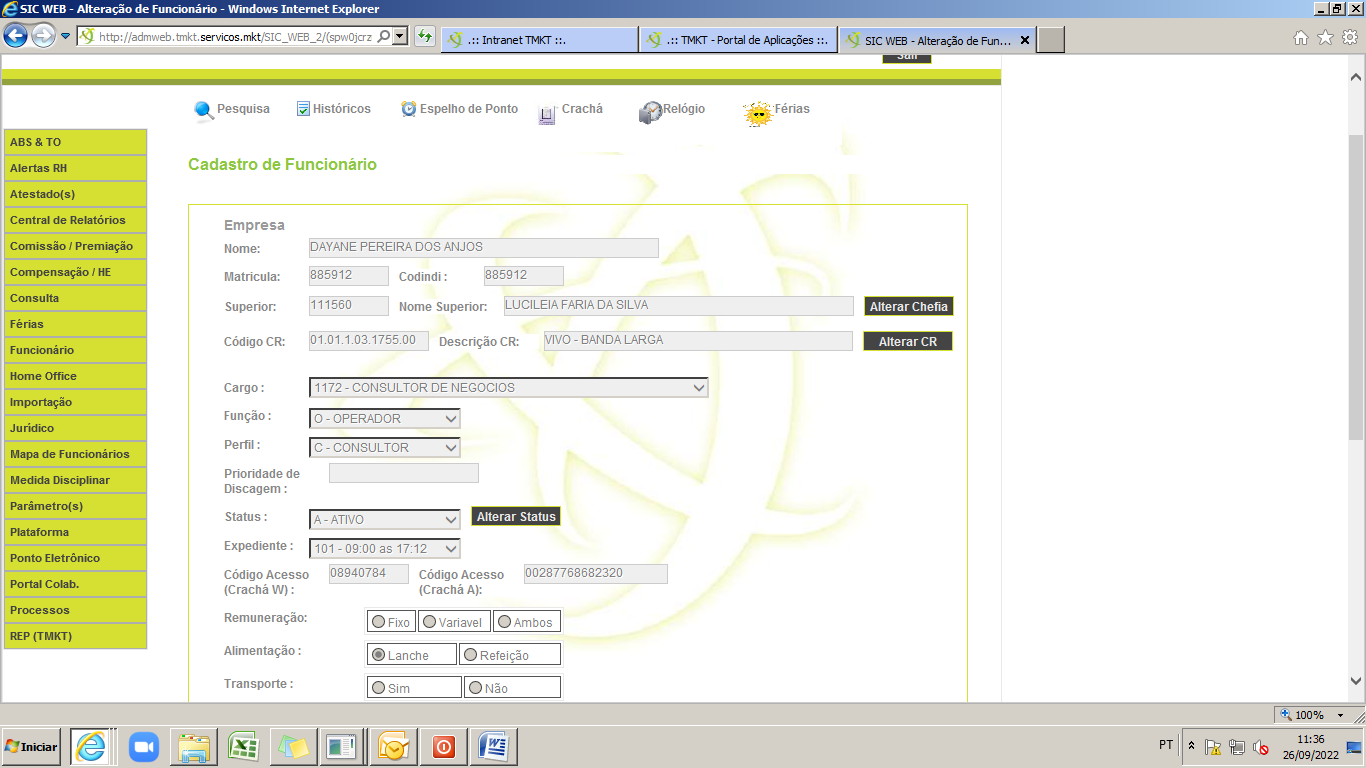 SIC WEB - Alteração de Funcionário - Windows Internet Explorer
http://admweb.tmkt.servicos.mkt/SIC_WEB_2/(spw0jcrz
.:: Intranet TMKT ::.
.:: TMKT - Portal de Aplicações ::.
SIC WEB - Alteração de Fun...
Sair
Pesquisa
Históricos
Espelho de Ponto
Crachá
Relógio
Férias
ABS & TO
Alertas RH
Atestado(s)
Central de Relatórios
Comissão / Premiação
Compensação / HE
Consulta
Férias
Funcionário
Home Office
Importação
Jurídico
Mapa de Funcionários
Medida Disciplinar
Parâmetro(s)
Plataforma
Ponto Eletrônico
Portal Colab.
Processos
REP (TMKT)
Cadastro de Funcionário
Empresa
Nome: DAYANE PEREIRA DOS ANJOS
Matricula: 885912 Codindi : 885912
Superior: 111560 Nome Superior: LUCILEIA FARIA DA SILVA Alterar Chefia
Código CR: 01.01.1.03.1755.00 Descrição CR: VIVO - BANDA LARGA Alterar CR
Cargo : 1172 - CONSULTOR DE NEGOCIOS
Função : O - OPERADOR
Perfil : C - CONSULTOR
Prioridade de
Discagem :
Status : A - ATIVO Alterar Status
Expediente : 101 - 09:00 as 17:12
Código Acesso 08940784 Código Acesso 00287768682320
(Crachá W) : (Crachá A):
Remuneração: Fixo Variavel Ambos
Alimentação : Lanche Refeição
Transporte : Sim Não
100%
Iniciar
PT
11:36
26/09/2022